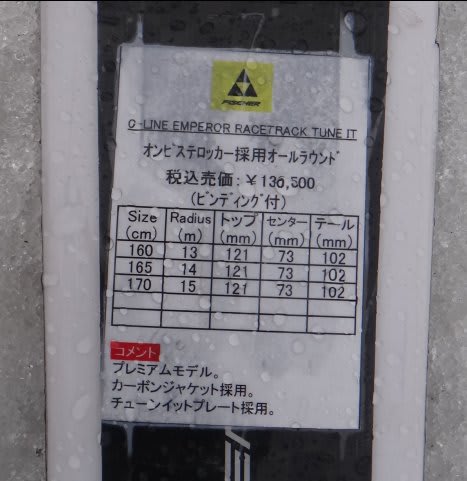 FISCHER
C-LINE EMPEROR RACETRACK TUNE IT
オンピステロッカー採用オールラウンド
税込売価:￥136,500
(ビンディング付)
Size (cm) Radius (m) トップ (mm) センター (mm) テール (mm)
160 13 121 73 102
165 14 121 73 102
170 15 121 73 102
コメント
プレミアムモデル。
カーボンジャケット採用。
チューンイットプレート採用。